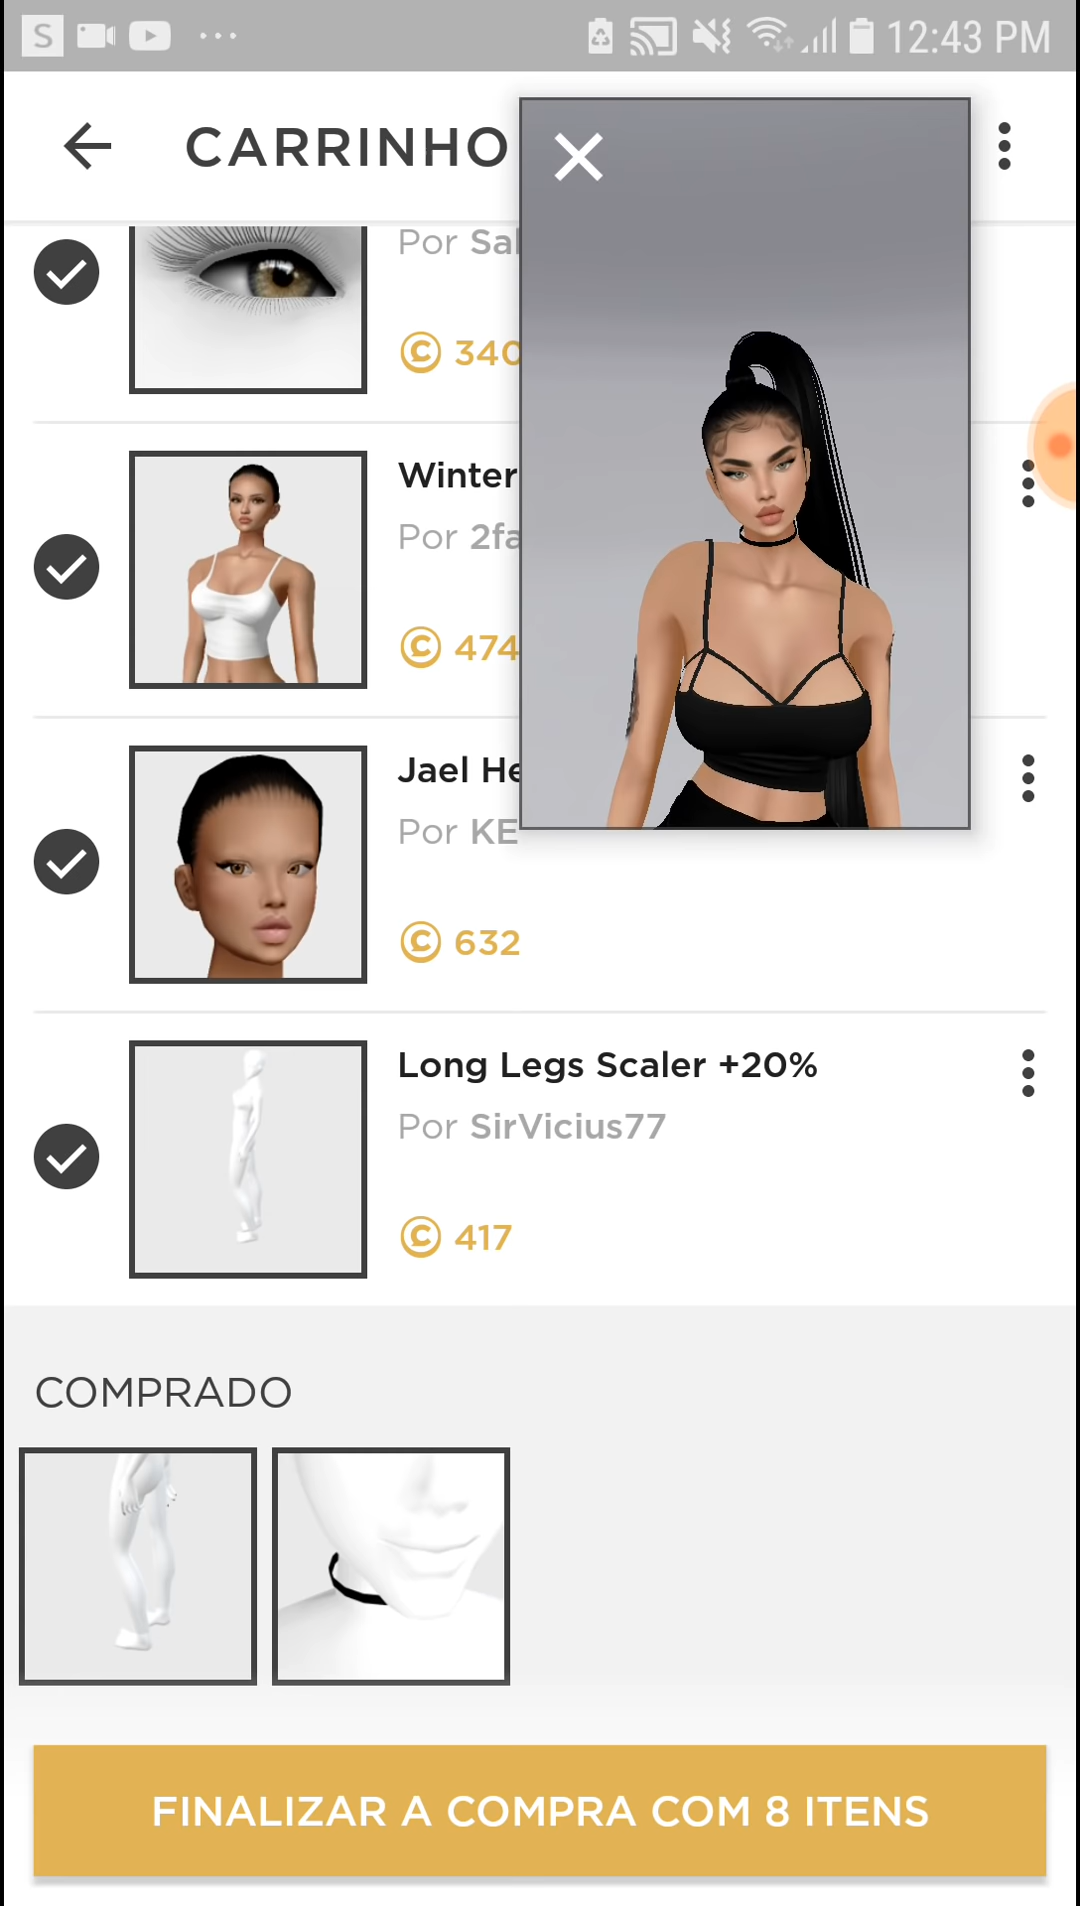 S
12:43 PM
CARRINHO
Por Sal
340
Winter
Por 2fa
474
Jael He
Por KE
632
Long Legs Scaler +20%
Por SirVicius77
417
COMPRADO
FINALIZAR A COMPRA COM 8 ITENS